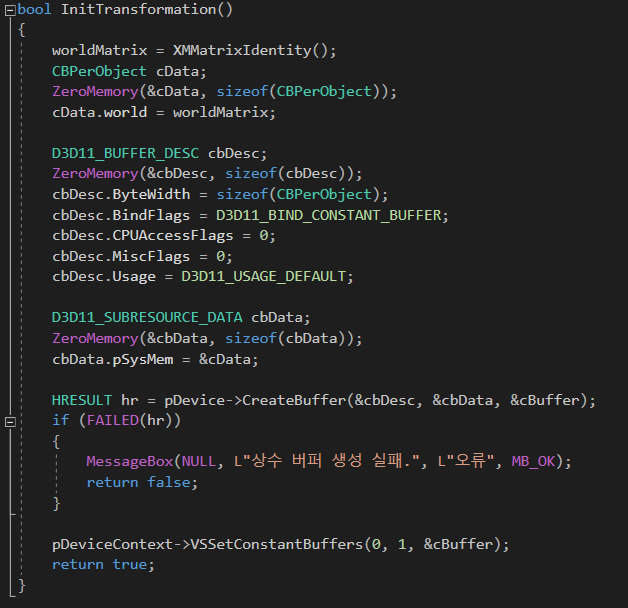 bool InitTransformation()
{
    worldMatrix = XMMatrixIdentity();
    CBPerObject cData;
    ZeroMemory(&cData, sizeof(CBPerObject));
    cData.world = worldMatrix;

    D3D11_BUFFER_DESC cbDesc;
    ZeroMemory(&cbDesc, sizeof(cbDesc));
    cbDesc.ByteWidth = sizeof(CBPerObject);
    cbDesc.BindFlags = D3D11_BIND_CONSTANT_BUFFER;
    cbDesc.CPUAccessFlags = 0;
    cbDesc.MiscFlags = 0;
    cbDesc.Usage = D3D11_USAGE_DEFAULT;

    D3D11_SUBRESOURCE_DATA cbData;
    ZeroMemory(&cbData, sizeof(cbData));
    cbData.pSysMem = &cData;

    HRESULT hr = pDevice->CreateBuffer(&cbDesc, &cbData, &cBuffer);
    if (FAILED(hr))
    {
        MessageBox(NULL, L"상수 버퍼 생성 실패.", L"오류", MB_OK);
        return false;
    }

    pDeviceContext->VSSetConstantBuffers(0, 1, &cBuffer);
    return true;
}